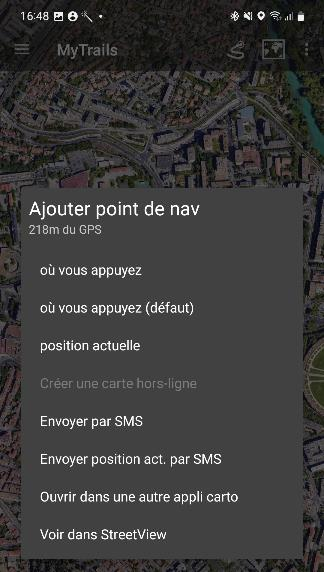 16:48
MyTrails
Ajouter point de nav
218m du GPS
où vous appuyez
où vous appuyez (défaut)
position actuelle
Créer une carte hors-ligne
Envoyer par SMS
Envoyer position act. par SMS
Ouvrir dans une autre appli carto
Voir dans StreetView